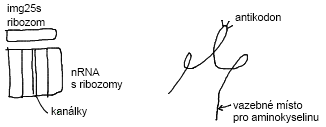 img25s
ribozom
nRNA
s ribozomy
kanálky
antikodon
vazebné místo
pro aminokyselinu